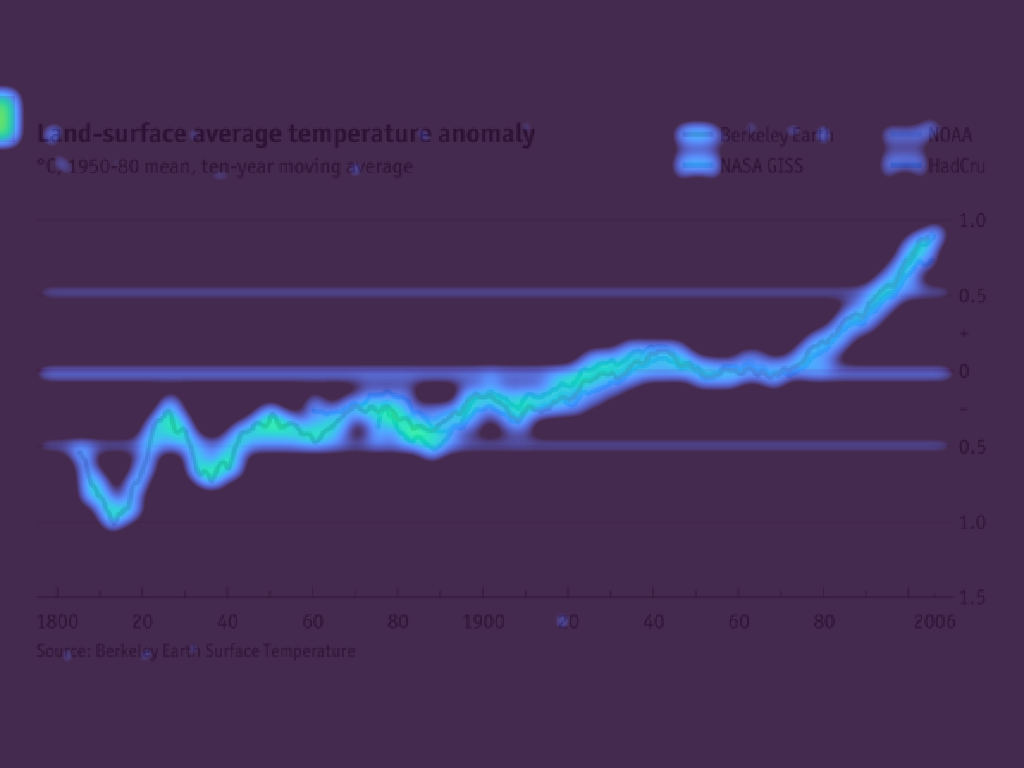 Land-surface average temperature anomaly
°C, 1950-80 mean, ten-year moving average
Berkeley Earth NOAA
NASA GISS HadCru
1.0
0.5
+
0
-
0.5
1.0
1.5
1800 20 40 60 80 1900 20 40 60 80 2006
Source: Berkeley Earth Surface Temperature